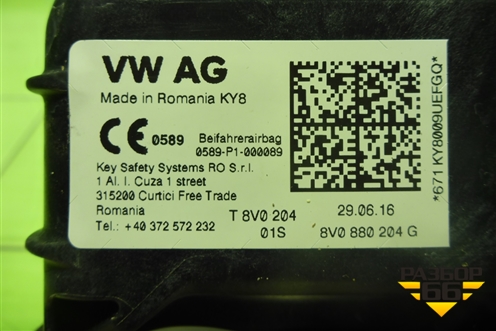 VW AG
Made in Romania KY8
CE 0589 Beifahrerairbag
0589-P1-000089
Key Safety Systems RO S.r.l.
1 Al. I. Cuza 1 street
315200 Curtici Free Trade
Romania
Tel.: +40 372 572 232
T 8V0 204
01S
29.06.16
8V0 880 204 G
*671KY8009UEFGQ*
РАЗБОР
66